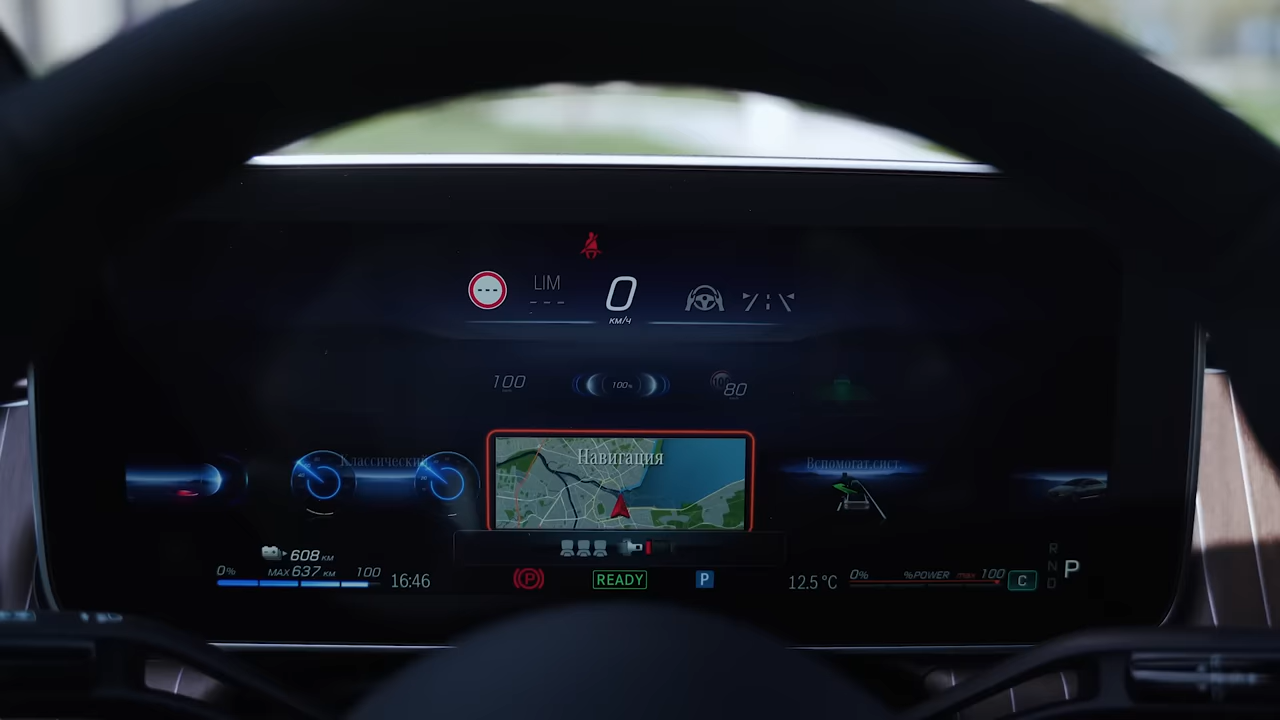 LIM
---
---
0
КМ/Ч
100
100%
80
Классический
Навигация
Вспомогат.сист.
608 КМ
0% MAX 637 КМ 100
16:46
READY
P
12.5 °C
0% %POWER max 100
C
R
N
D
P